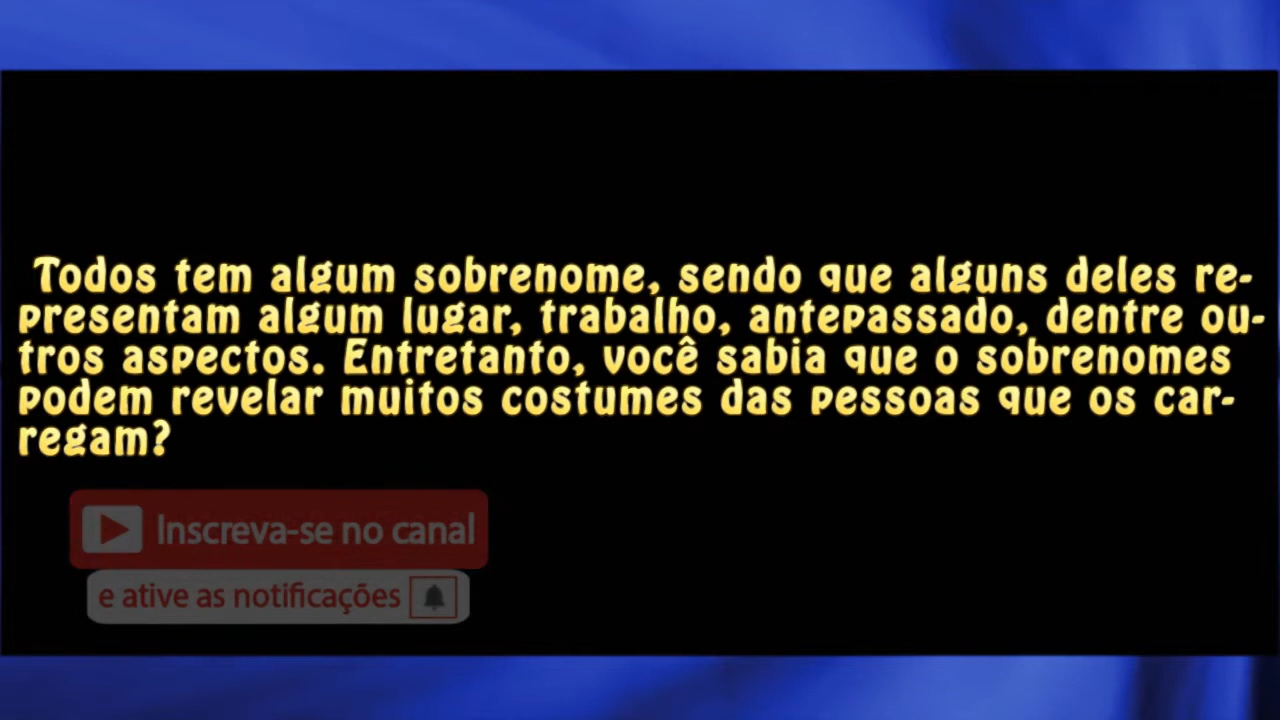 Todos tem algum sobrenome, sendo que alguns deles re-
presentam algum lugar, trabalho, antepassado, dentre ou-
tros aspectos. Entretanto, você sabia que o sobrenomes
podem revelar muitos costumes das pessoas que os car-
regam?
Inscreva-se no canal
e ative as notificações